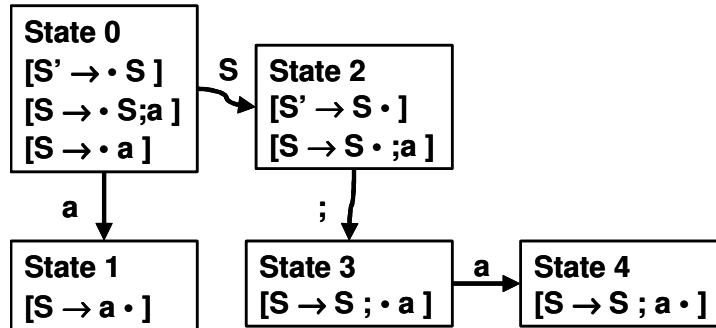 State 0
[S’ → • S ]
[S → • S;a ]
[S → • a ]
S
State 2
[S’ → S • ]
[S → S • ;a ]
a
;
State 1
[S → a • ]
State 3
[S → S ; • a ]
a
State 4
[S → S ; a • ]